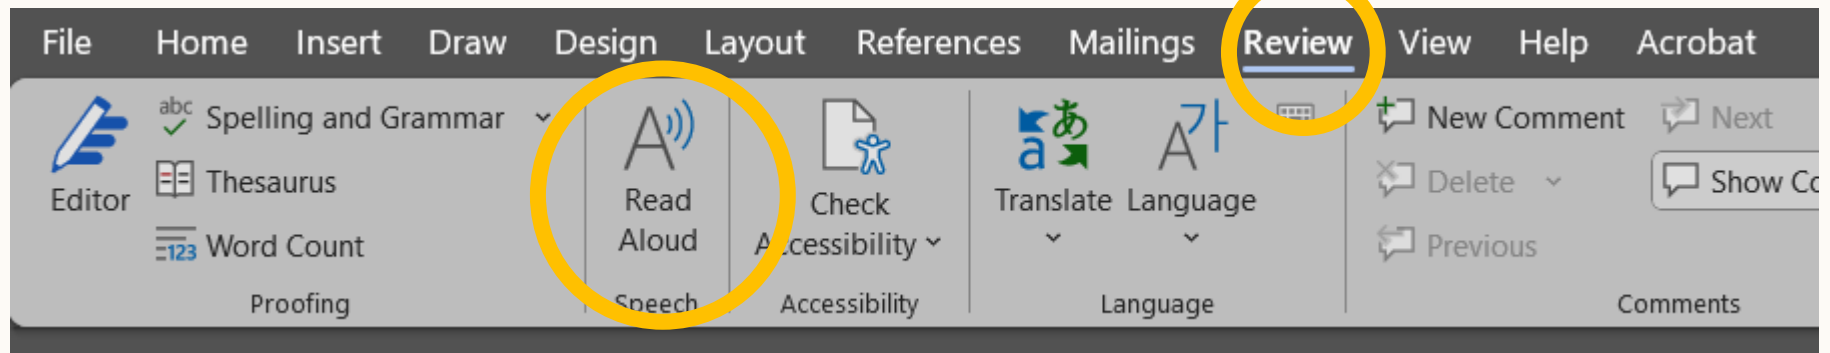 File Home Insert Draw Design Layout References Mailings Review View Help Acrobat
Editor
abc Spelling and Grammar
Thesaurus
123 Word Count
Proofing
A Read
Aloud
Speech
Check
Accessibility
Accessibility
aあ Translate
A가 Language
Language
New Comment
Delete
Previous
Next
Show Co
Comments